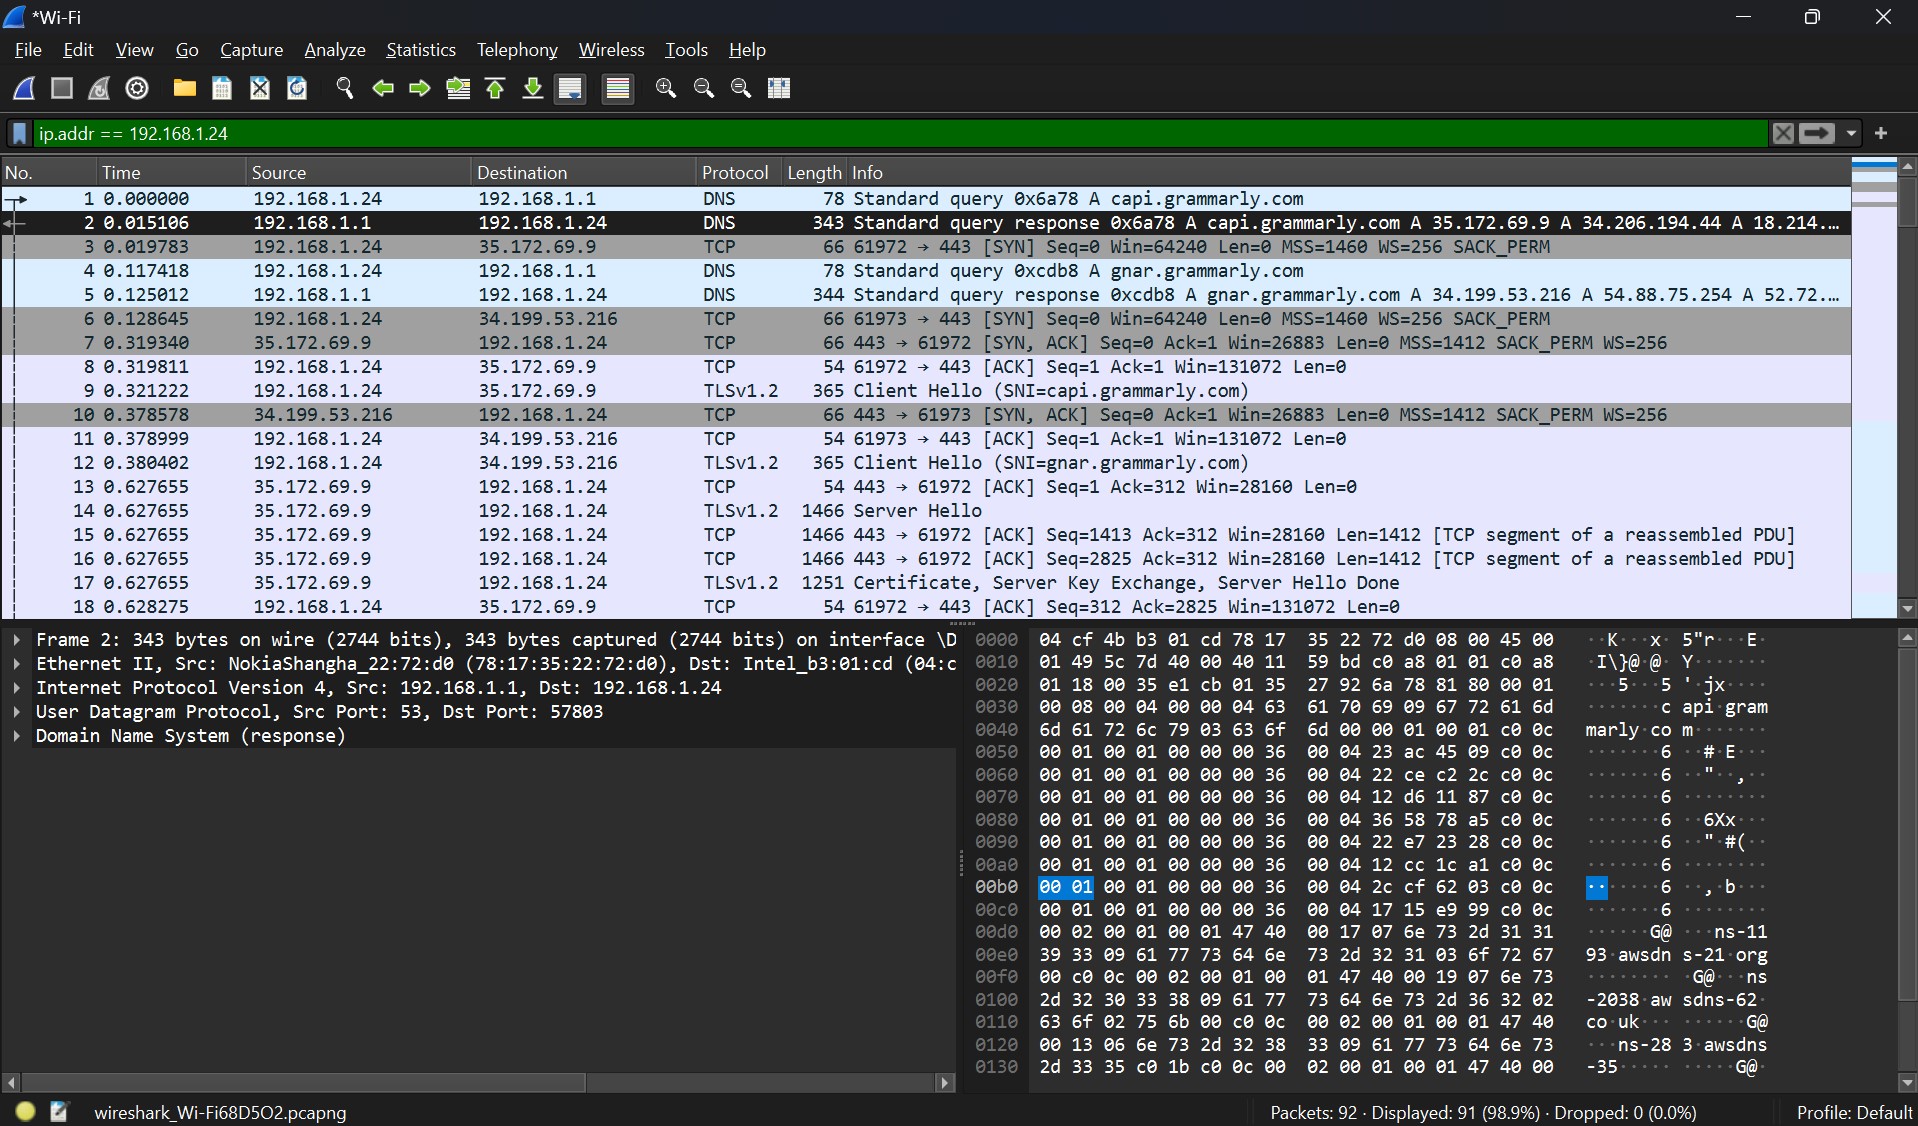 *Wi-Fi
File Edit View Go Capture Analyze Statistics Telephony Wireless Tools Help
ip.addr == 192.168.1.24
No. Time Source Destination Protocol Length Info
1 0.000000 192.168.1.24 192.168.1.1 DNS 78 Standard query 0x6a78 A capi.grammarly.com
2 0.015106 192.168.1.1 192.168.1.24 DNS 343 Standard query response 0x6a78 A capi.grammarly.com A 35.172.69.9 A 34.206.194.44 A 18.214.…
3 0.019783 192.168.1.24 35.172.69.9 TCP 66 61972 → 443 [SYN] Seq=0 Win=64240 Len=0 MSS=1460 WS=256 SACK_PERM
4 0.117418 192.168.1.24 192.168.1.1 DNS 78 Standard query 0xcdb8 A gnar.grammarly.com
5 0.125012 192.168.1.1 192.168.1.24 DNS 344 Standard query response 0xcdb8 A gnar.grammarly.com A 34.199.53.216 A 54.88.75.254 A 52.72.…
6 0.128645 192.168.1.24 34.199.53.216 TCP 66 61973 → 443 [SYN] Seq=0 Win=64240 Len=0 MSS=1460 WS=256 SACK_PERM
7 0.319340 35.172.69.9 192.168.1.24 TCP 66 443 → 61972 [SYN, ACK] Seq=0 Ack=1 Win=26883 Len=0 MSS=1412 SACK_PERM WS=256
8 0.319811 192.168.1.24 35.172.69.9 TCP 54 61972 → 443 [ACK] Seq=1 Ack=1 Win=131072 Len=0
9 0.321222 192.168.1.24 35.172.69.9 TLSv1.2 365 Client Hello (SNI=capi.grammarly.com)
10 0.378578 34.199.53.216 192.168.1.24 TCP 66 443 → 61973 [SYN, ACK] Seq=0 Ack=1 Win=26883 Len=0 MSS=1412 SACK_PERM WS=256
11 0.378999 192.168.1.24 34.199.53.216 TCP 54 61973 → 443 [ACK] Seq=1 Ack=1 Win=131072 Len=0
12 0.380402 192.168.1.24 34.199.53.216 TLSv1.2 365 Client Hello (SNI=gnar.grammarly.com)
13 0.627655 35.172.69.9 192.168.1.24 TCP 54 443 → 61972 [ACK] Seq=1 Ack=312 Win=28160 Len=0
14 0.627655 35.172.69.9 192.168.1.24 TLSv1.2 1466 Server Hello
15 0.627655 35.172.69.9 192.168.1.24 TCP 1466 443 → 61972 [ACK] Seq=1413 Ack=312 Win=28160 Len=1412 [TCP segment of a reassembled PDU]
16 0.627655 35.172.69.9 192.168.1.24 TCP 1466 443 → 61972 [ACK] Seq=2825 Ack=312 Win=28160 Len=1412 [TCP segment of a reassembled PDU]
17 0.627655 35.172.69.9 192.168.1.24 TLSv1.2 1251 Certificate, Server Key Exchange, Server Hello Done
18 0.628275 192.168.1.24 35.172.69.9 TCP 54 61972 → 443 [ACK] Seq=312 Ack=2825 Win=131072 Len=0
Frame 2: 343 bytes on wire (2744 bits), 343 bytes captured (2744 bits) on interface \D
Ethernet II, Src: NokiaShangha_22:72:d0 (78:17:35:22:72:d0), Dst: Intel_b3:01:cd (04:c
Internet Protocol Version 4, Src: 192.168.1.1, Dst: 192.168.1.24
User Datagram Protocol, Src Port: 53, Dst Port: 57803
Domain Name System (response)
0000 04 cf 4b b3 01 cd 78 17 35 22 72 d0 08 00 45 00 ··K···x· 5"r···E·
0010 01 49 5c 7d 40 00 40 11 59 bd c0 a8 01 01 c0 a8 ·I\}@·@· Y·······
0020 01 18 00 35 e1 cb 01 35 27 92 6a 78 81 80 00 01 ···5···5 '·jx····
0030 00 08 00 04 00 00 04 63 61 70 69 09 67 72 61 6d ·······c api·gram
0040 6d 61 72 6c 79 03 63 6f 6d 00 00 01 00 01 c0 0c marly·co m·······
0050 00 01 00 01 00 00 00 36 00 04 23 ac 45 09 c0 0c ·······6 ··#·E···
0060 00 01 00 01 00 00 00 36 00 04 22 ce c2 2c c0 0c ·······6 ··"··,··
0070 00 01 00 01 00 00 00 36 00 04 12 d6 11 87 c0 0c ·······6 ········
0080 00 01 00 01 00 00 00 36 00 04 36 58 78 a5 c0 0c ·······6 ··6Xx···
0090 00 01 00 01 00 00 00 36 00 04 22 e7 23 28 c0 0c ·······6 ··"·#(··
00a0 00 01 00 01 00 00 00 36 00 04 12 cc 1c a1 c0 0c ·······6 ········
00b0 00 01 00 01 00 00 00 36 00 04 2c cf 62 03 c0 0c ·······6 ··,·b···
00c0 00 01 00 01 00 00 00 36 00 04 17 15 e9 99 c0 0c ·······6 ········
00d0 00 02 00 01 00 01 47 40 00 17 07 6e 73 2d 31 31 ······G@ ···ns-11
00e0 39 33 09 61 77 73 64 6e 73 2d 32 31 03 6f 72 67 93·awsdn s-21·org
00f0 00 c0 0c 00 02 00 01 00 01 47 40 00 19 07 6e 73 ········ ·G@···ns
0100 2d 32 30 33 38 09 61 77 73 64 6e 73 2d 36 32 02 -2038·aw sdns-62·
0110 63 6f 02 75 6b 00 c0 0c 00 02 00 01 00 01 47 40 co·uk··· ······G@
0120 00 13 06 6e 73 2d 32 38 33 09 61 77 73 64 6e 73 ···ns-28 3·awsdns
0130 2d 33 35 c0 1b c0 0c 00 02 00 01 00 01 47 40 00 -35····· ·····G@·
wireshark_Wi-Fi68D5O2.pcapng
Packets: 92 · Displayed: 91 (98.9%) · Dropped: 0 (0.0%)
Profile: Default